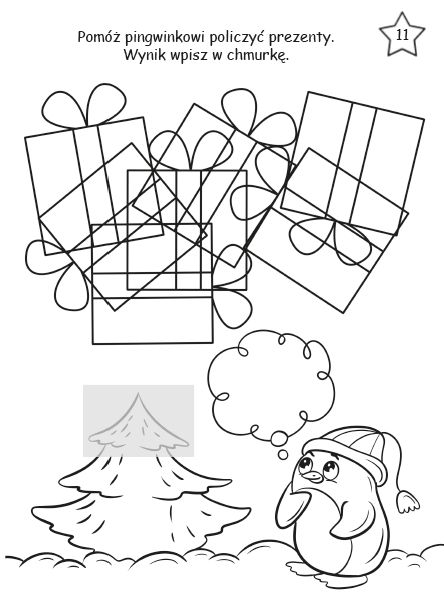 Pomóż pingwinkowi policzyć prezenty.
Wynik wpisz w chmurkę.
11